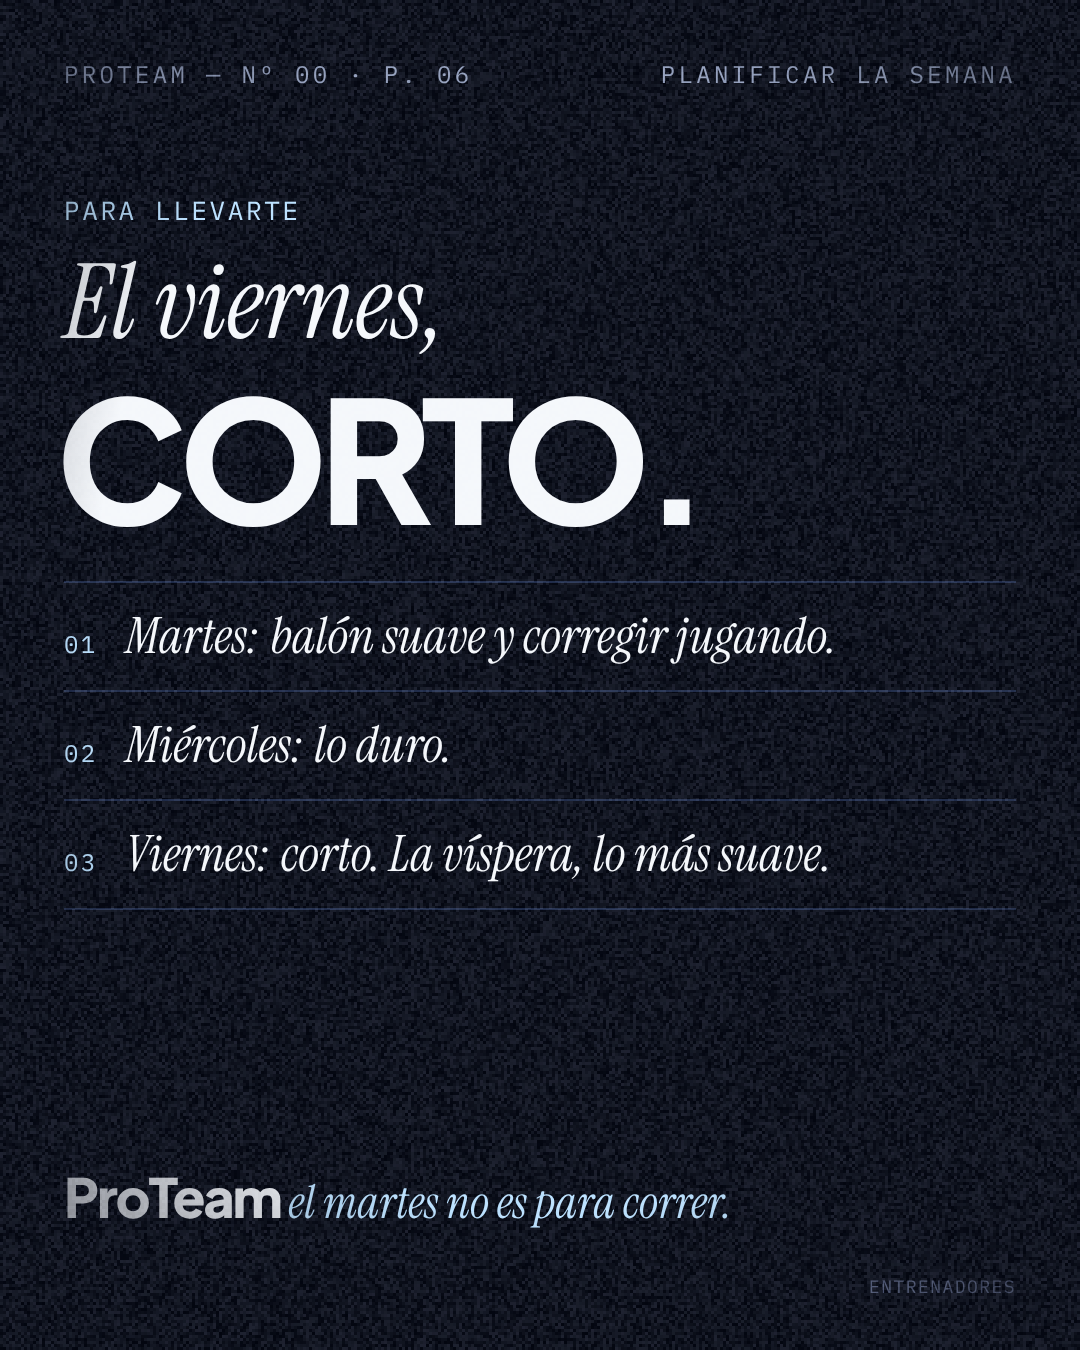 PROTEAM — Nº 00 · P. 06
PLANIFICAR LA SEMANA
PARA LLEVARTE
El viernes,
CORTO.
01 Martes: balón suave y corregir jugando.
02 Miércoles: lo duro.
03 Viernes: corto. La víspera, lo más suave.
ProTeam el martes no es para correr.
ENTRENADORES